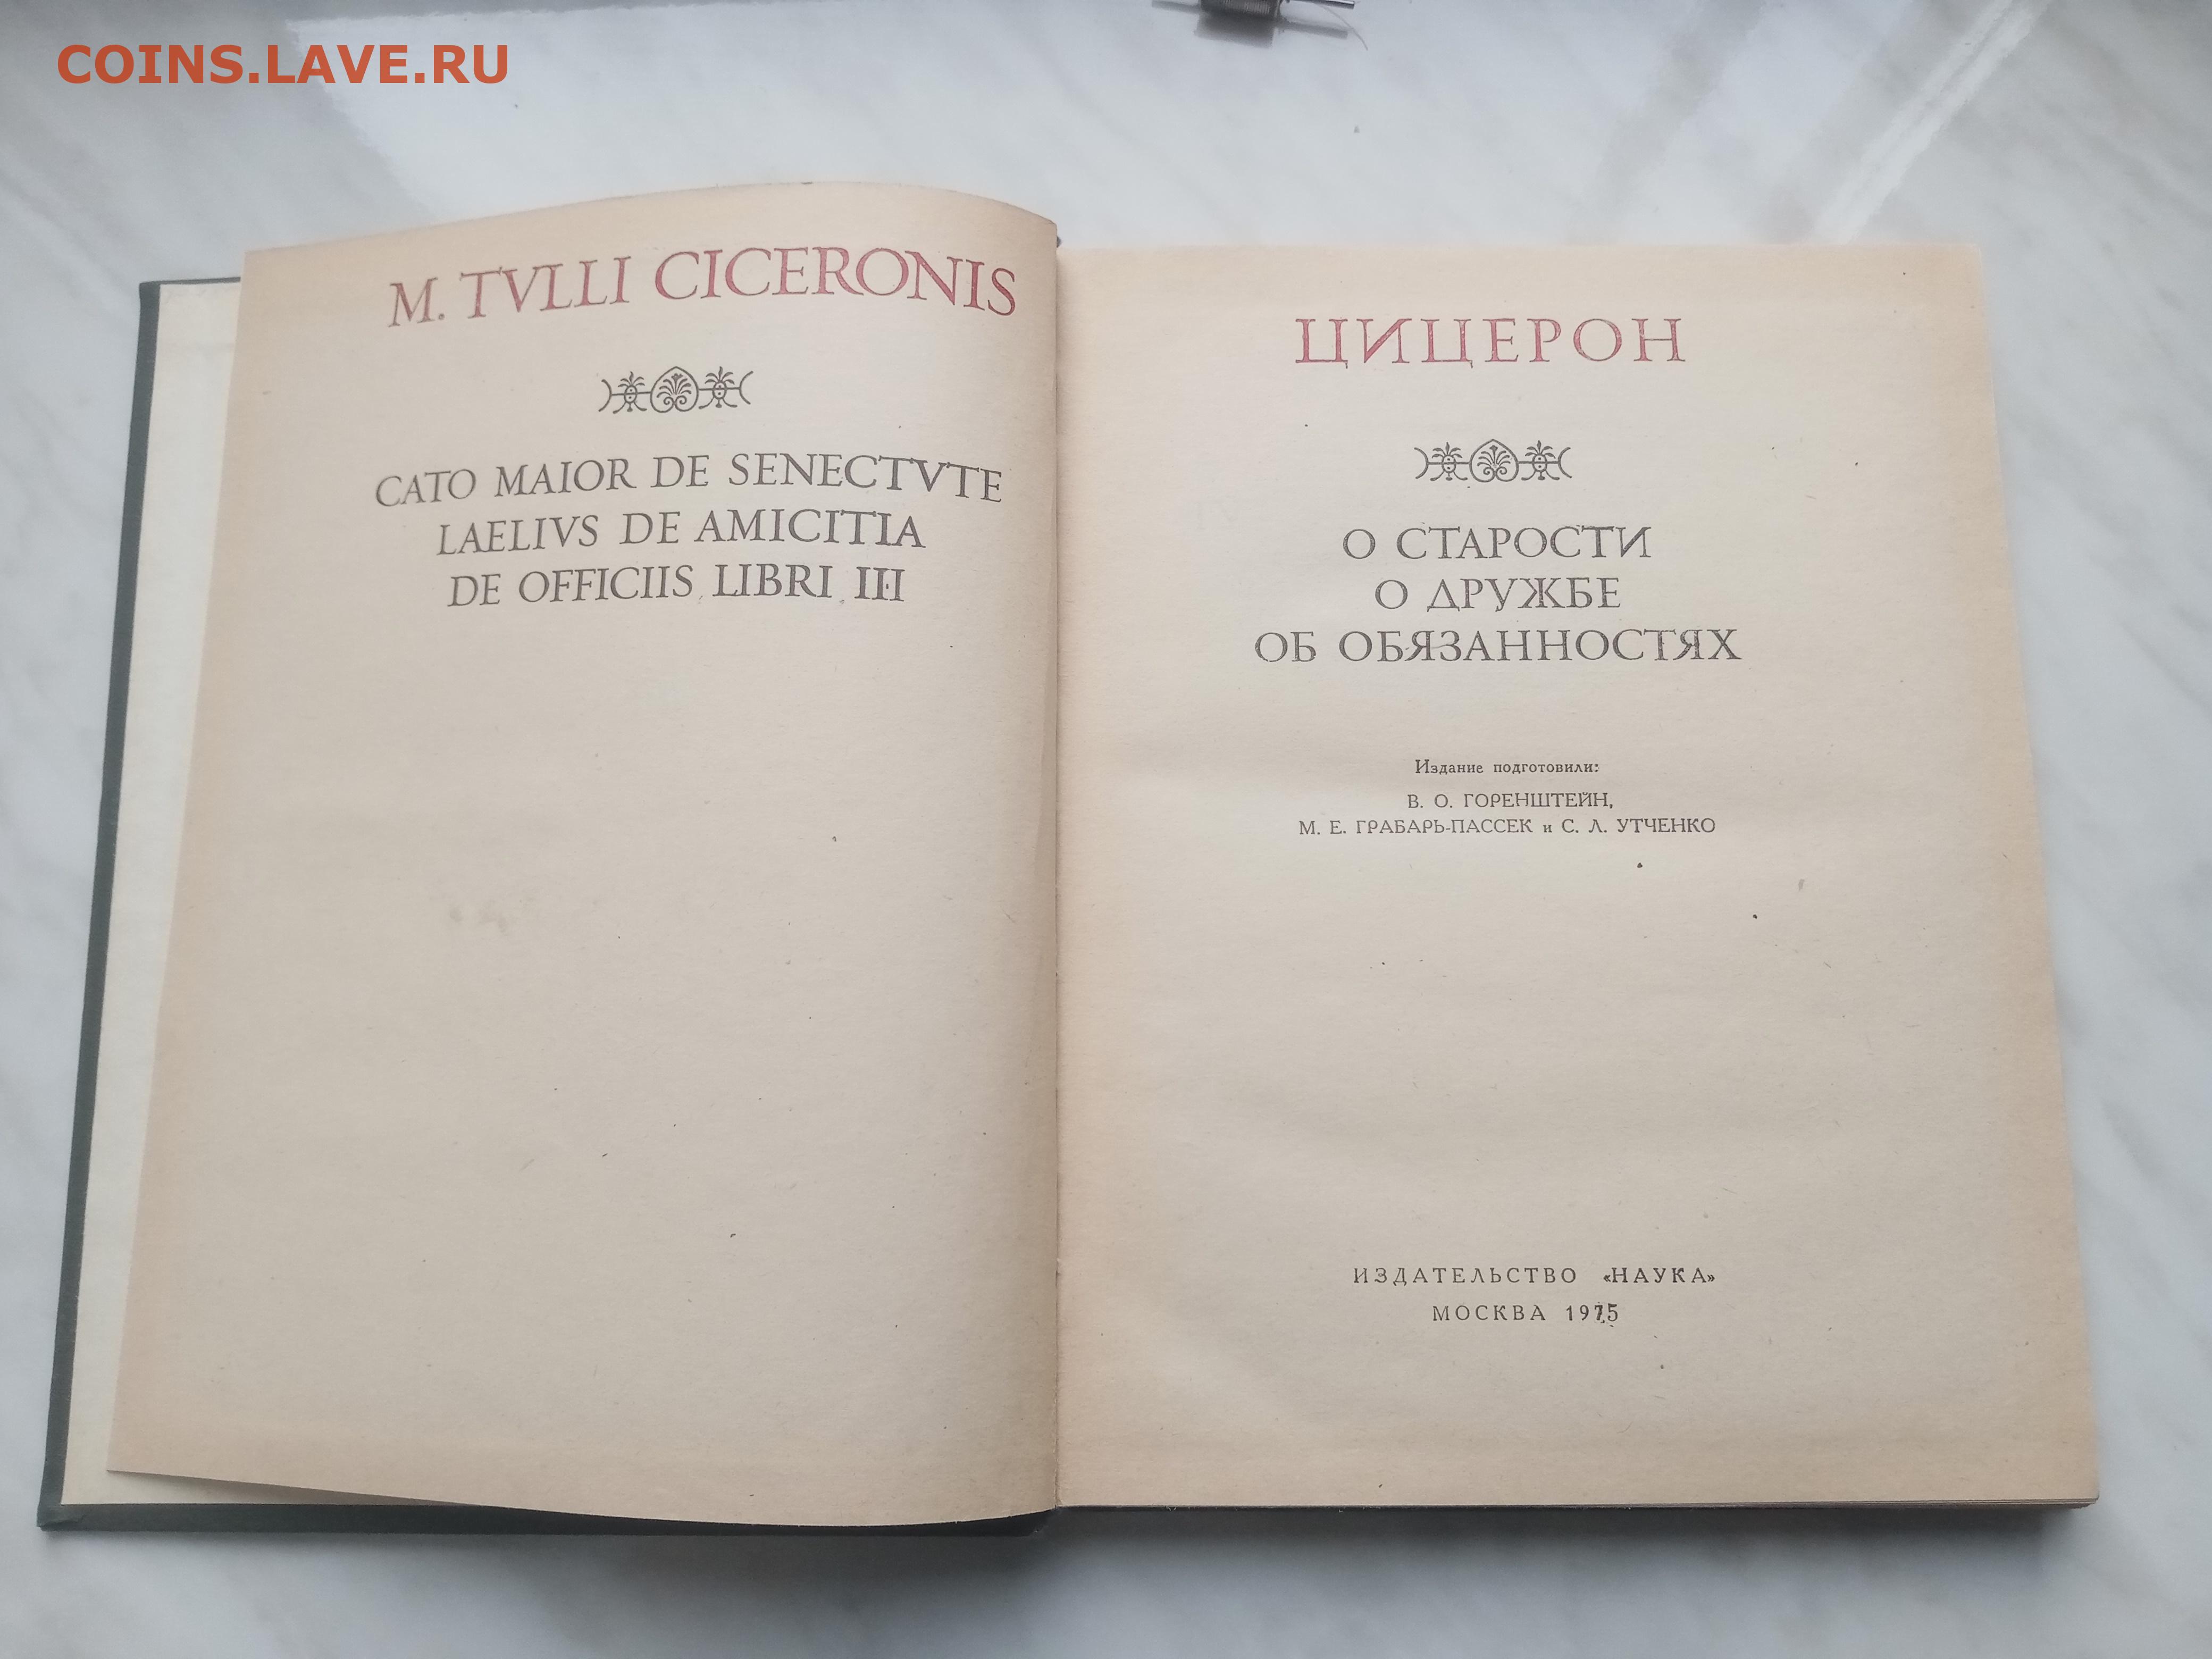 COINS.LAVE.RU
M. TVLLI CICERONIS
CATO MAIOR DE SENECTVTE
LAELIVS DE AMICITIA
DE OFFICIIS LIBRI III
ЦИЦЕРОН
О СТАРОСТИ
О ДРУЖБЕ
ОБ ОБЯЗАННОСТЯХ
Издание подготовили:
В. О. ГОРЕНШТЕЙН,
М. Е. ГРАБАРЬ-ПАССЕК и С. Л. УТЧЕНКО
ИЗДАТЕЛЬСТВО «НАУКА»
МОСКВА 1975